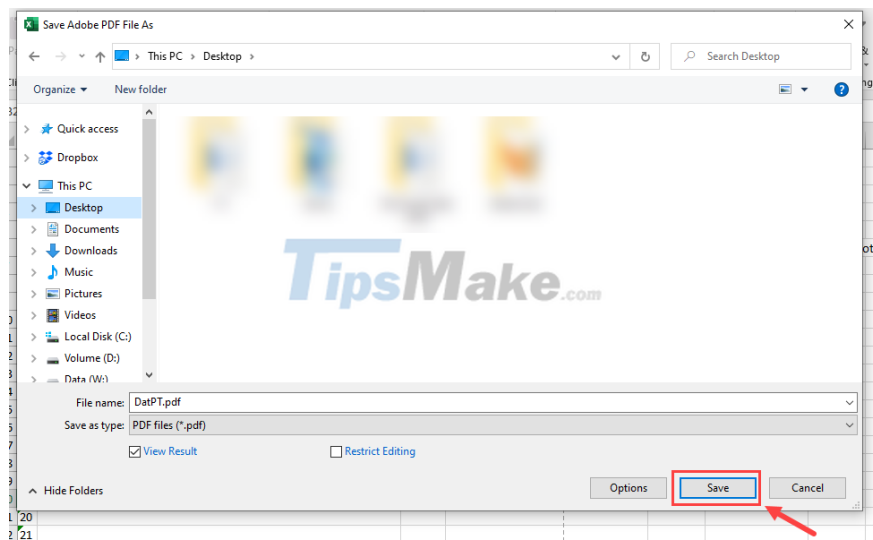 Save Adobe PDF File As
This PC > Desktop >
Search Desktop
Organize
New folder
Quick access
Dropbox
This PC
Desktop
Documents
Downloads
Music
Pictures
Videos
Local Disk (C:)
Volume (D:)
Data (W:)
TipsMake.com
File name: DatPT.pdf
Save as type: PDF files (*.pdf)
View Result
Restrict Editing
Hide Folders
Options
Save
Cancel
20
21